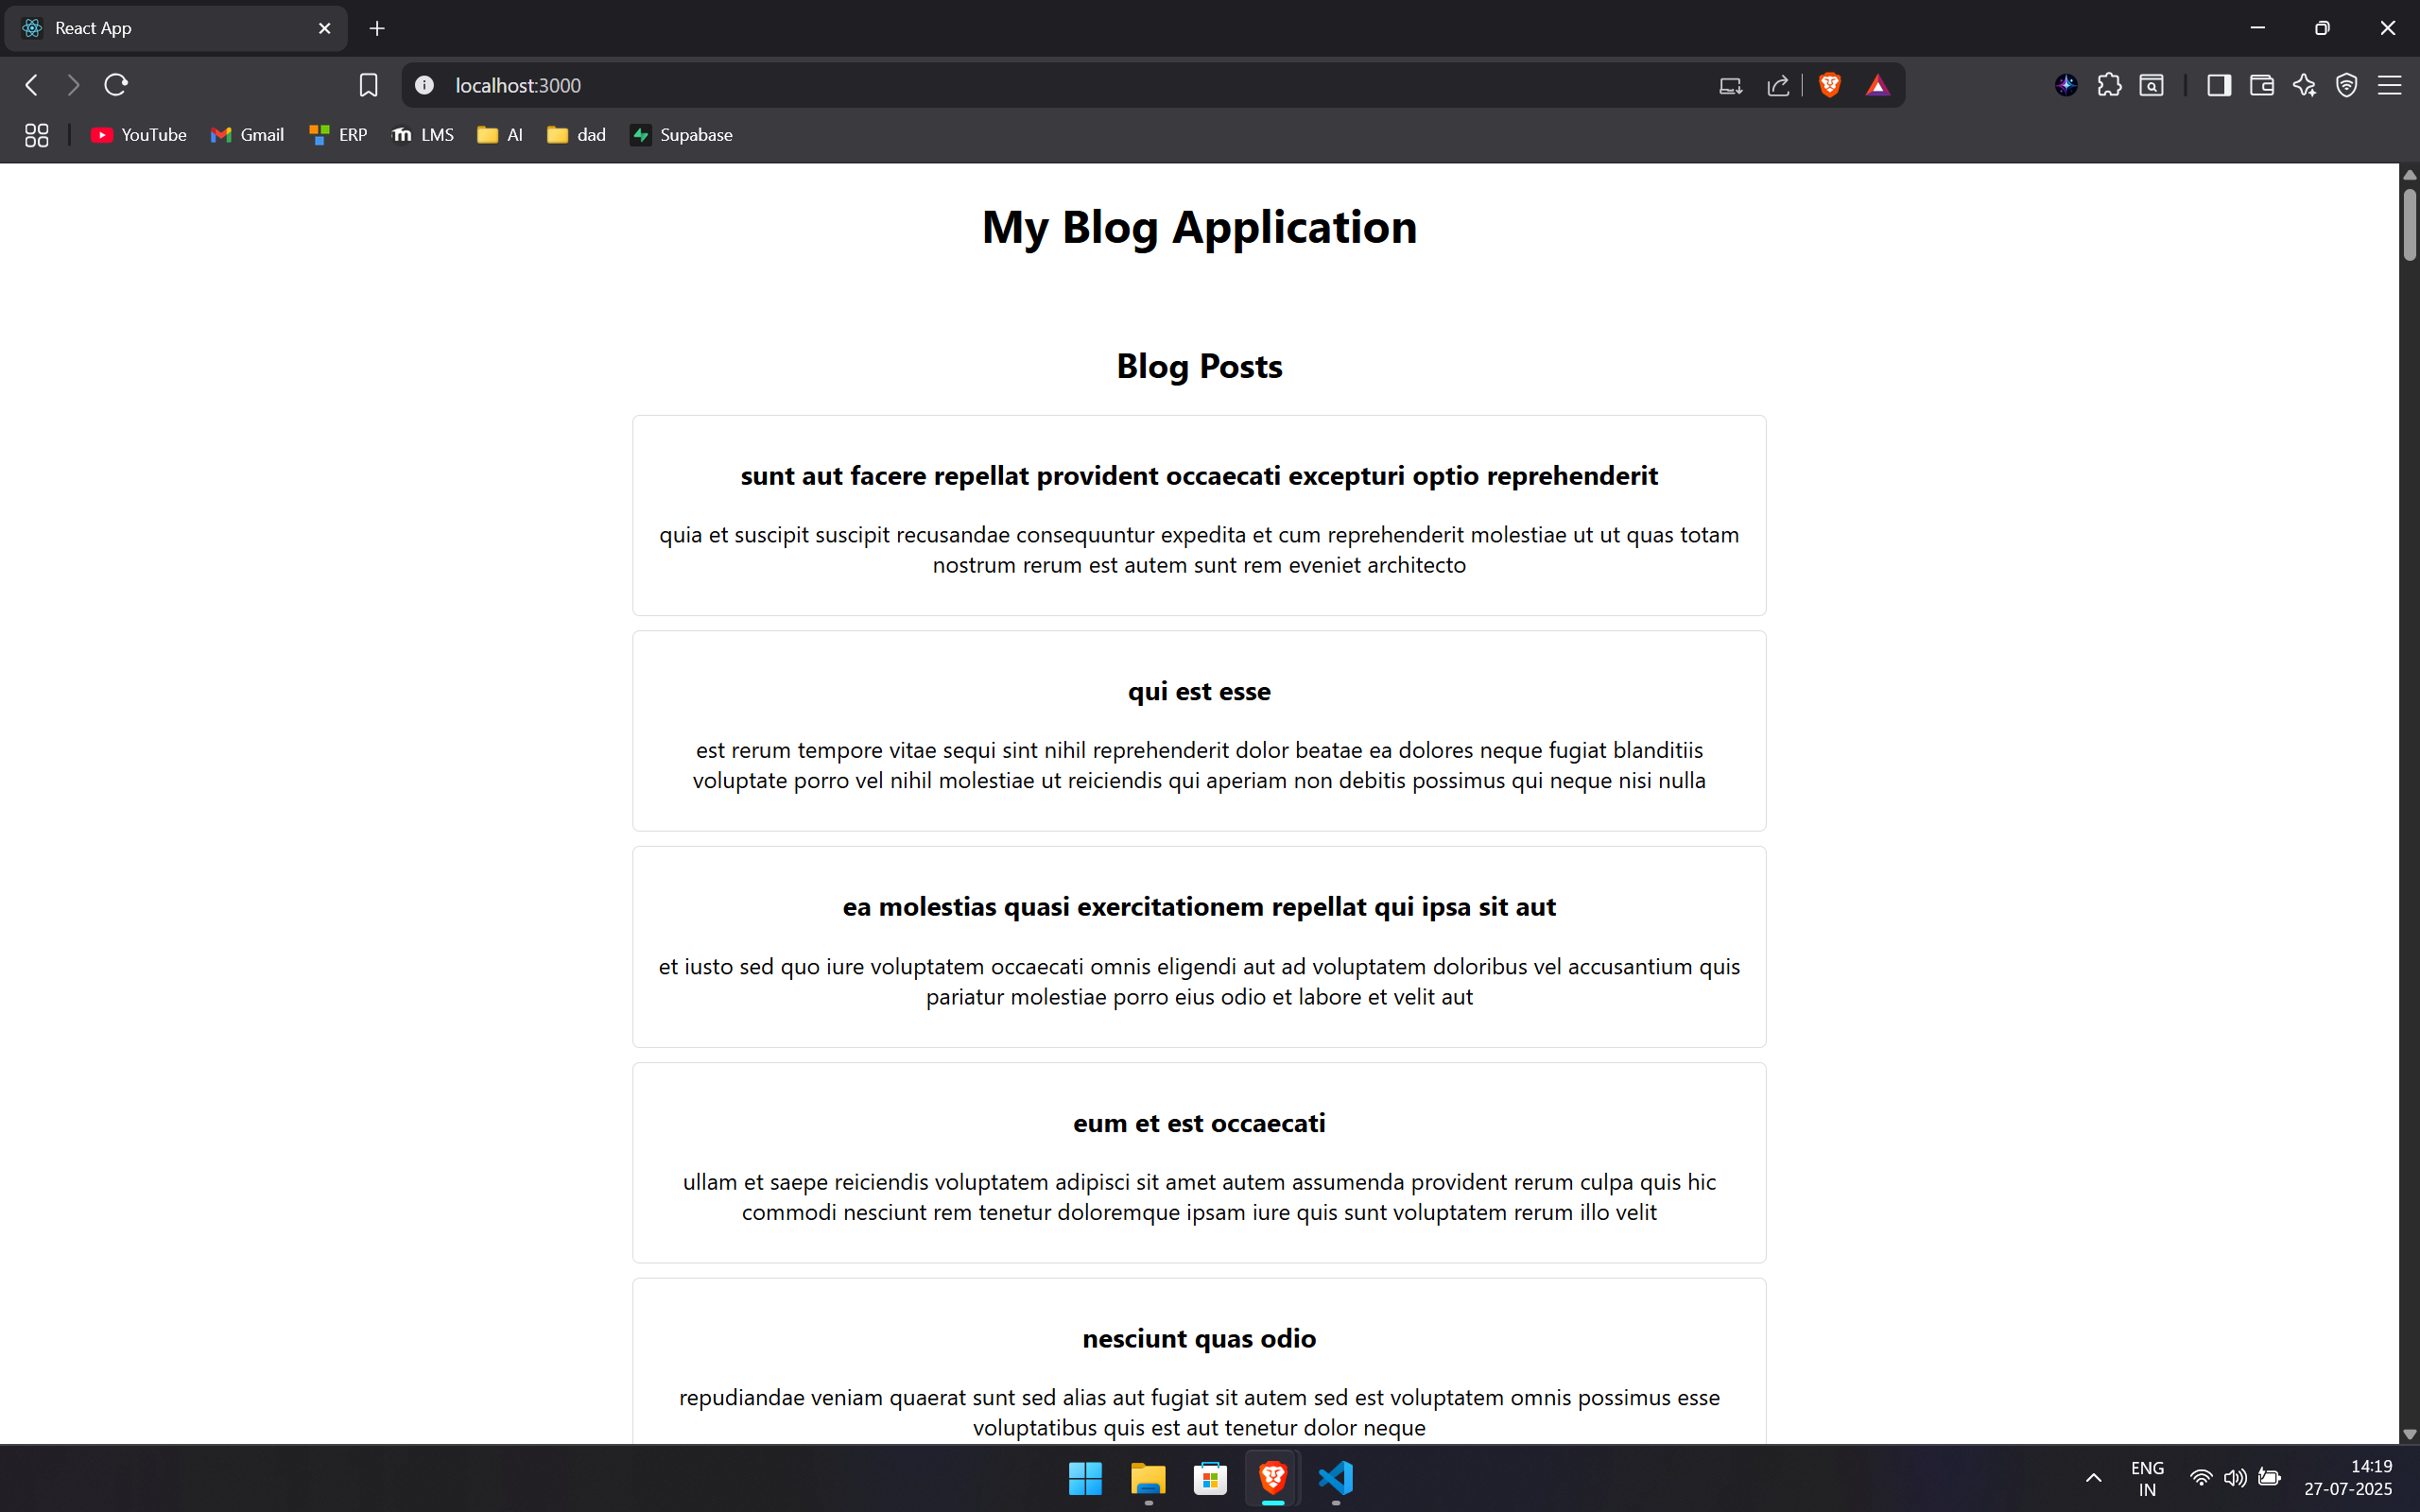 React App
localhost:3000
YouTube
Gmail
ERP
LMS
AI
dad
Supabase
My Blog Application
Blog Posts
sunt aut facere repellat provident occaecati excepturi optio reprehenderit
quia et suscipit suscipit recusandae consequuntur expedita et cum reprehenderit molestiae ut ut quas totam
nostrum rerum est autem sunt rem eveniet architecto
qui est esse
est rerum tempore vitae sequi sint nihil reprehenderit dolor beatae ea dolores neque fugiat blanditiis
voluptate porro vel nihil molestiae ut reiciendis qui aperiam non debitis possimus qui neque nisi nulla
ea molestias quasi exercitationem repellat qui ipsa sit aut
et iusto sed quo iure voluptatem occaecati omnis eligendi aut ad voluptatem doloribus vel accusantium quis
pariatur molestiae porro eius odio et labore et velit aut
eum et est occaecati
ullam et saepe reiciendis voluptatem adipisci sit amet autem assumenda provident rerum culpa quis hic
commodi nesciunt rem tenetur doloremque ipsam iure quis sunt voluptatem rerum illo velit
nesciunt quas odio
repudiandae veniam quaerat sunt sed alias aut fugiat sit autem sed est voluptatem omnis possimus esse
voluptatibus quis est aut tenetur dolor neque
ENG
IN
14:19
27-07-2025